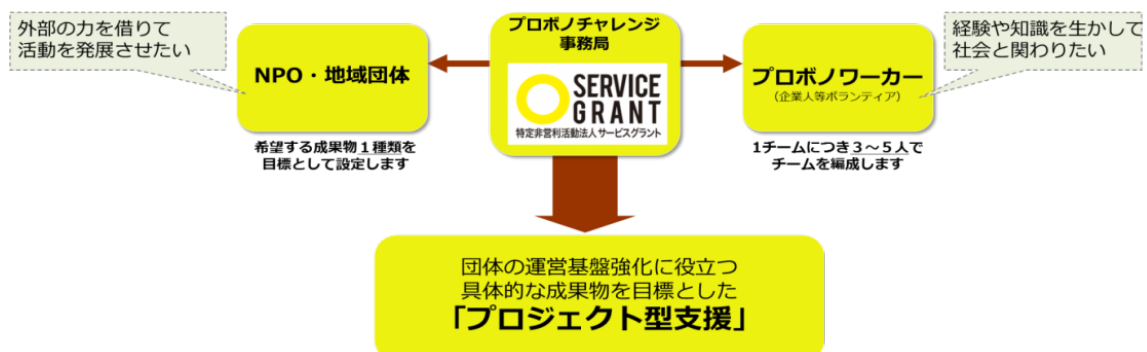 外部の力を借りて
活動を発展させたい
NPO・地域団体
希望する成果物１種類を
目標として設定します
プロボノチャレンジ
事務局
SERVICE
GRANT
特定非営利活動法人サービスグラント
プロボノワーカー
（企業人等ボランティア）
1チームにつき３～５人で
チームを編成します
経験や知識を生かして
社会と関わりたい
団体の運営基盤強化に役立つ
具体的な成果物を目標とした
「プロジェクト型支援」